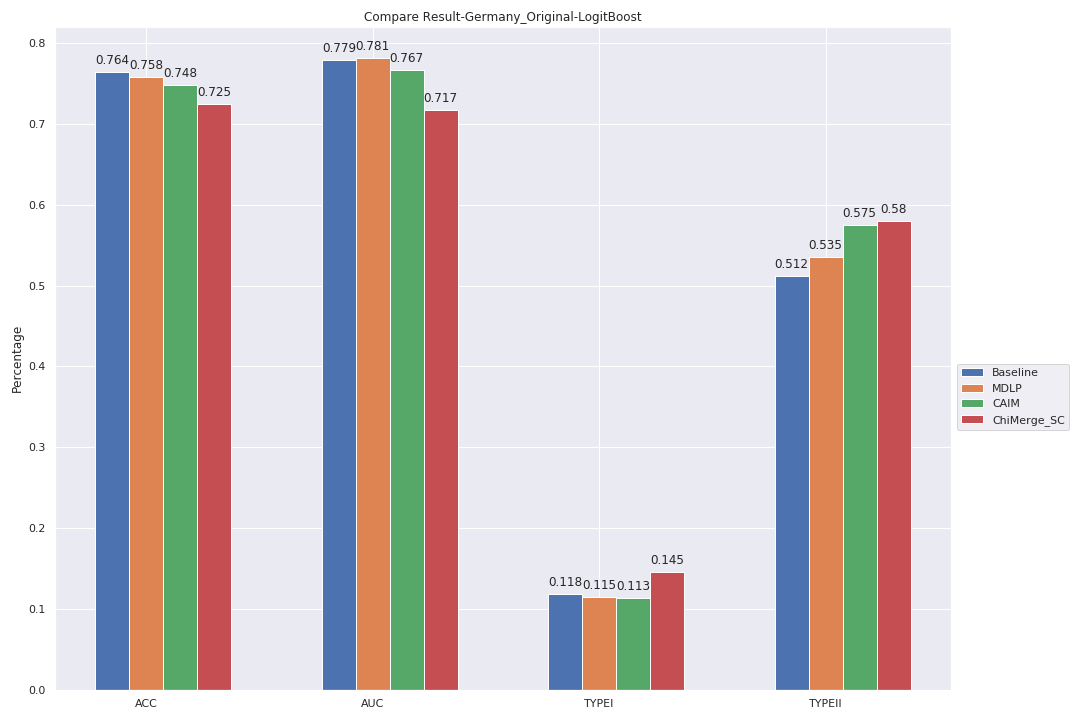 Compare Result-Germany_Original-LogitBoost
Percentage
0.8
0.7
0.6
0.5
0.4
0.3
0.2
0.1
0.0
0.764
0.758
0.748
0.725
0.779
0.781
0.767
0.717
0.118
0.115
0.113
0.145
0.512
0.535
0.575
0.58
ACC
AUC
TYPEI
TYPEII
Baseline
MDLP
CAIM
ChiMerge_SC